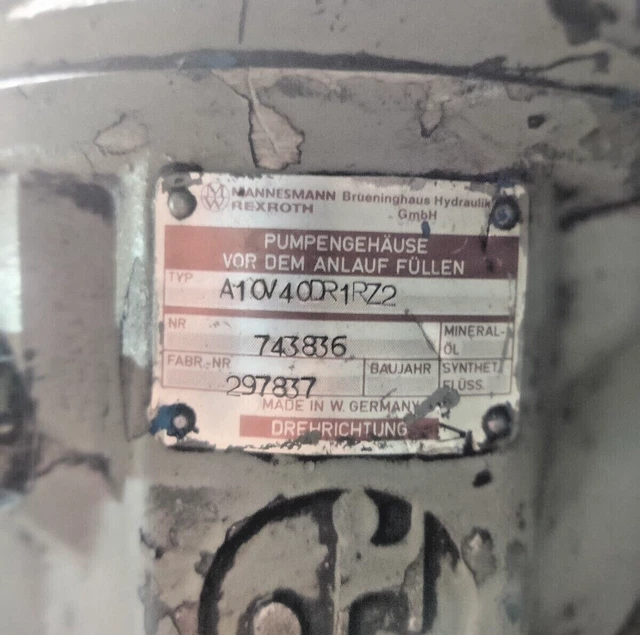 MANNESMANN REXROTH Brueninghaus Hydraulik GmbH
PUMPENGEHÄUSE
VOR DEM ANLAUF FÜLLEN
TYP
A10V40DR1RZ2
NR 743836
MINERAL-ÖL
FABR.-NR 297837
BAUJAHR
SYNTHET. FLÜSS.
MADE IN W. GERMANY
DREHRICHTUNG